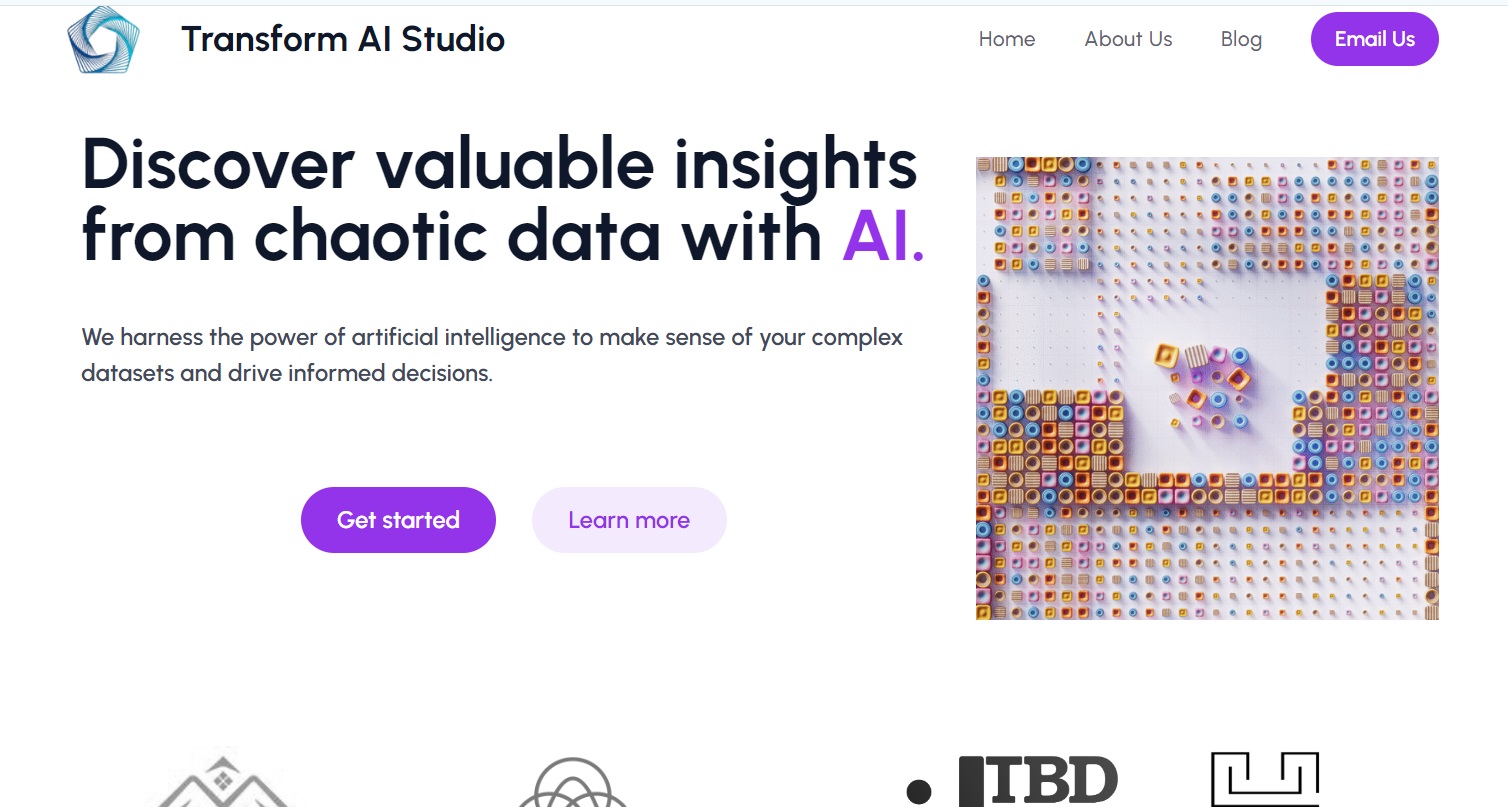 Transform AI Studio
Home
About Us
Blog
Email Us
Discover valuable insights
from chaotic data with AI.
We harness the power of artificial intelligence to make sense of your complex
datasets and drive informed decisions.
Get started
Learn more
TBD